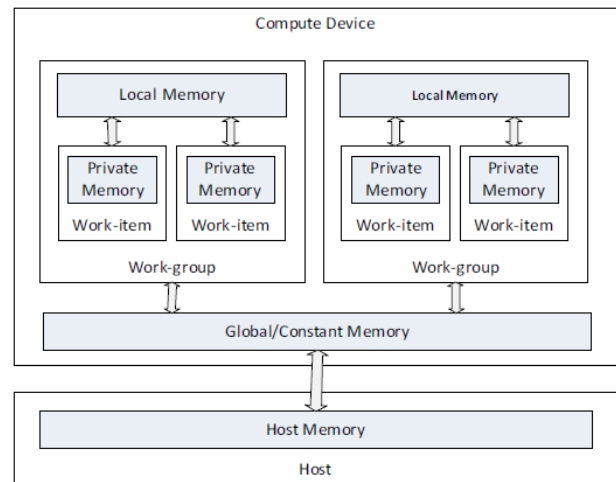 Compute Device
Local Memory
Local Memory
Private
Memory
Private
Memory
Private
Memory
Private
Memory
Work-item
Work-item
Work-item
Work-item
Work-group
Work-group
Global/Constant Memory
Host Memory
Host